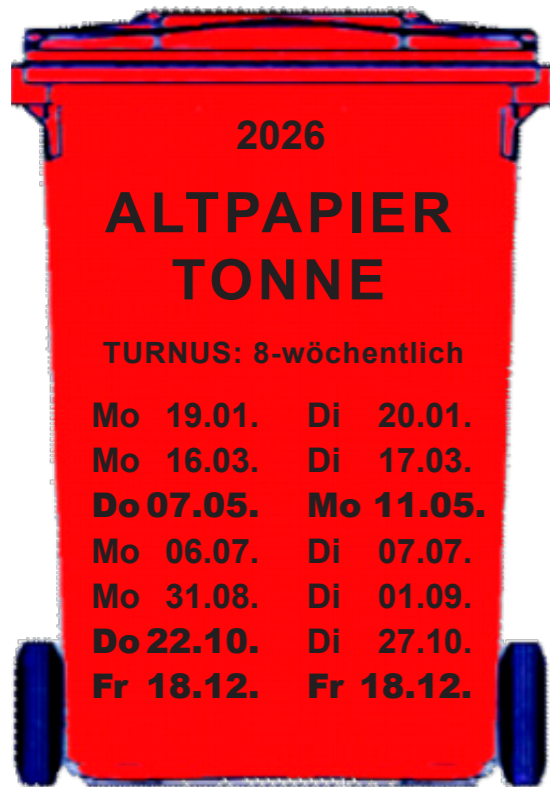 2026
ALTPAPIER
TONNE
TURNUS: 8-wöchentlich
Mo 19.01. Di 20.01.
Mo 16.03. Di 17.03.
Do 07.05. Mo 11.05.
Mo 06.07. Di 07.07.
Mo 31.08. Di 01.09.
Do 22.10. Di 27.10.
Fr 18.12. Fr 18.12.